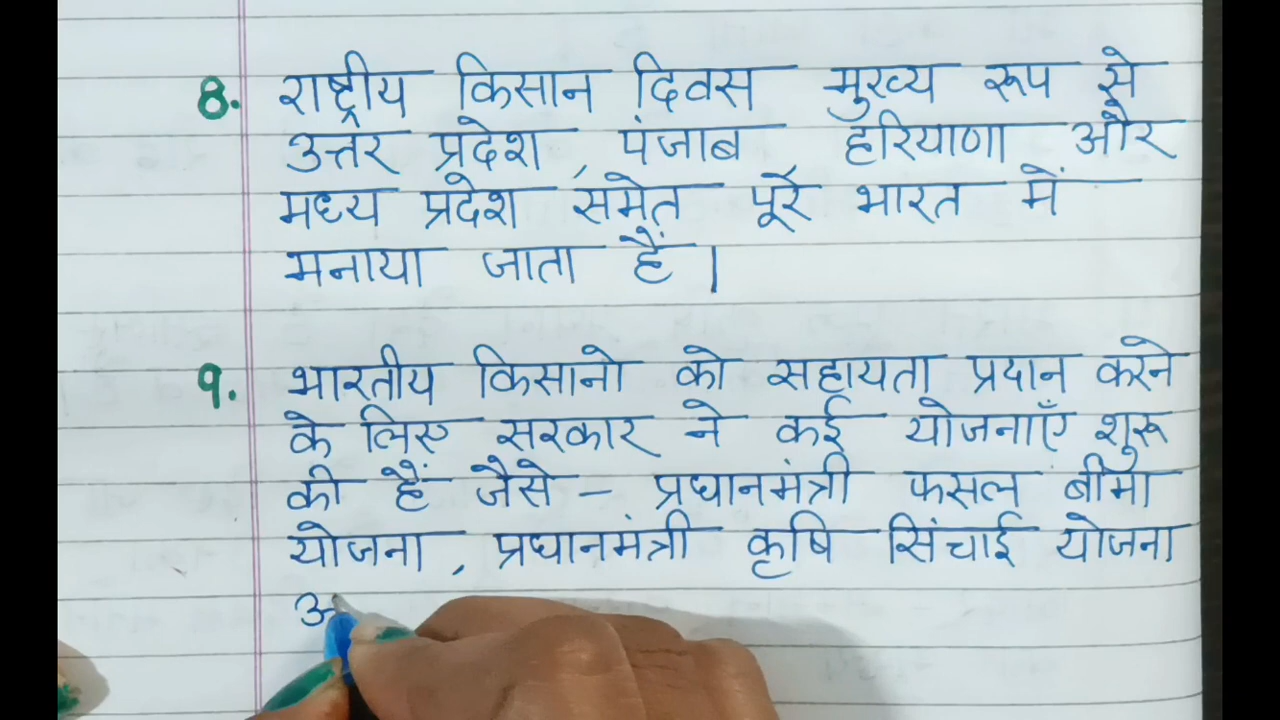 8. राष्ट्रीय किसान दिवस मुख्य रूप से
उत्तर प्रदेश, पंजाब हरियाणा और
मध्य प्रदेश समेत पूरे भारत में
मनाया जाता हैं।
9. भारतीय किसानो को सहायता प्रदान करने
के लिए सरकार ने कई योजनाएँ शुरू
की हैं जैसे – प्रधानमंत्री फसल बीमा
योजना, प्रधानमंत्री कृषि सिंचाई योजना